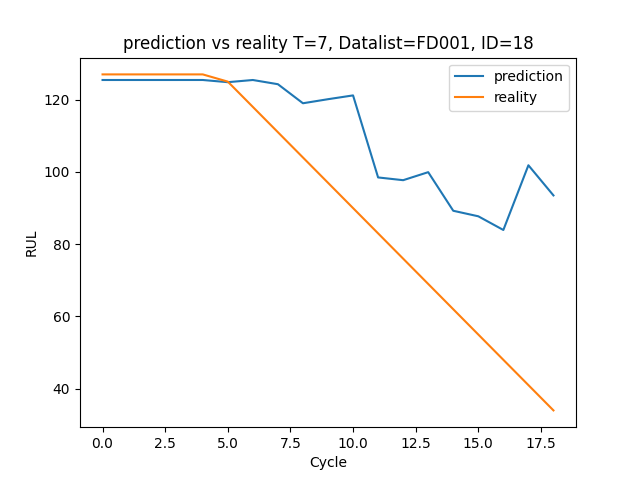 prediction vs reality T=7, Datalist=FD001, ID=18
prediction
reality
120
100
80
60
40
RUL
0.0 2.5 5.0 7.5 10.0 12.5 15.0 17.5
Cycle